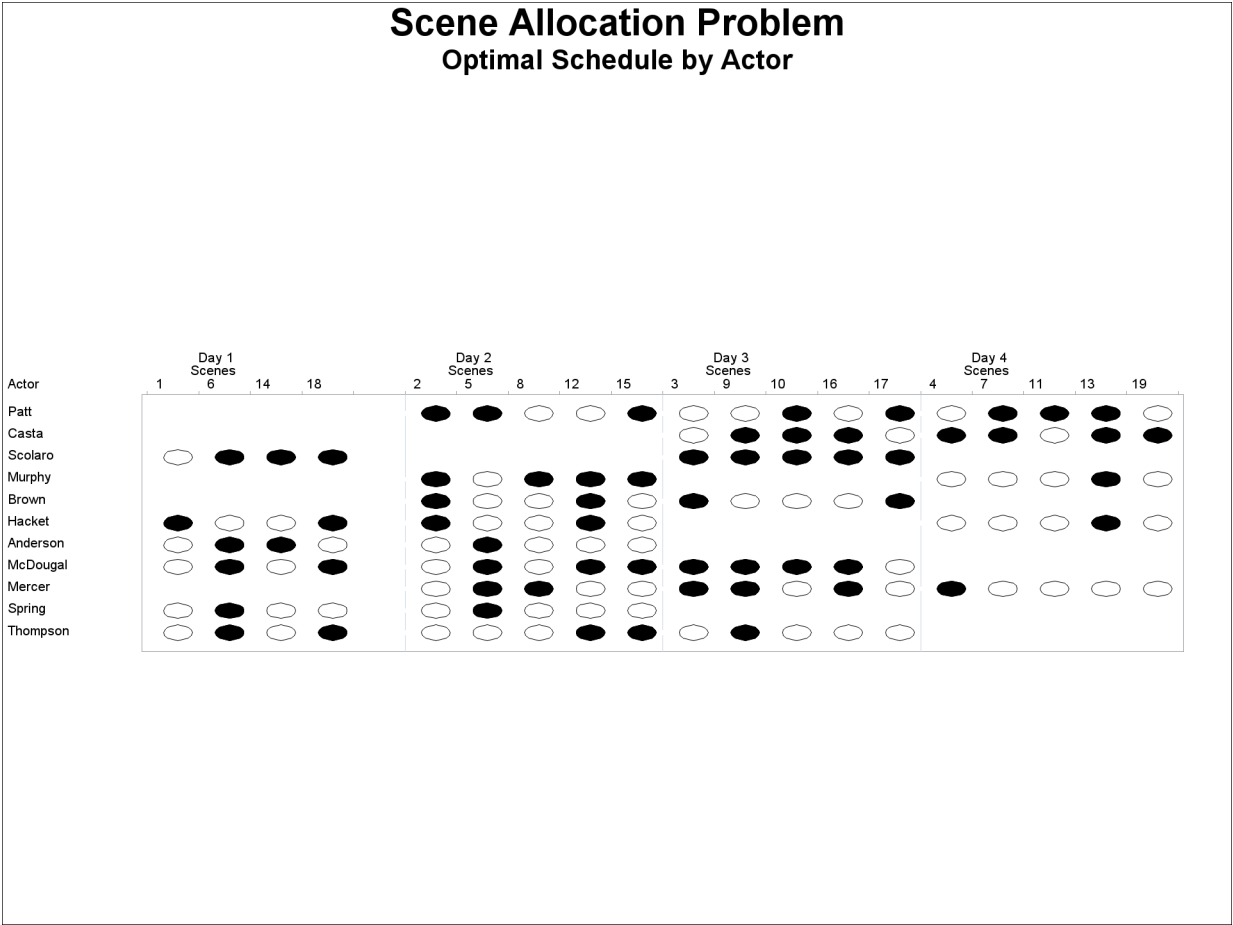 Scene Allocation Problem
Optimal Schedule by Actor
Day 1 Day 2 Day 3 Day 4
Scenes Scenes Scenes Scenes
Actor 1 6 14 18 2 5 8 12 15 3 9 10 16 17 4 7 11 13 19
Patt
Casta
Scolaro
Murphy
Brown
Hacket
Anderson
McDougal
Mercer
Spring
Thompson